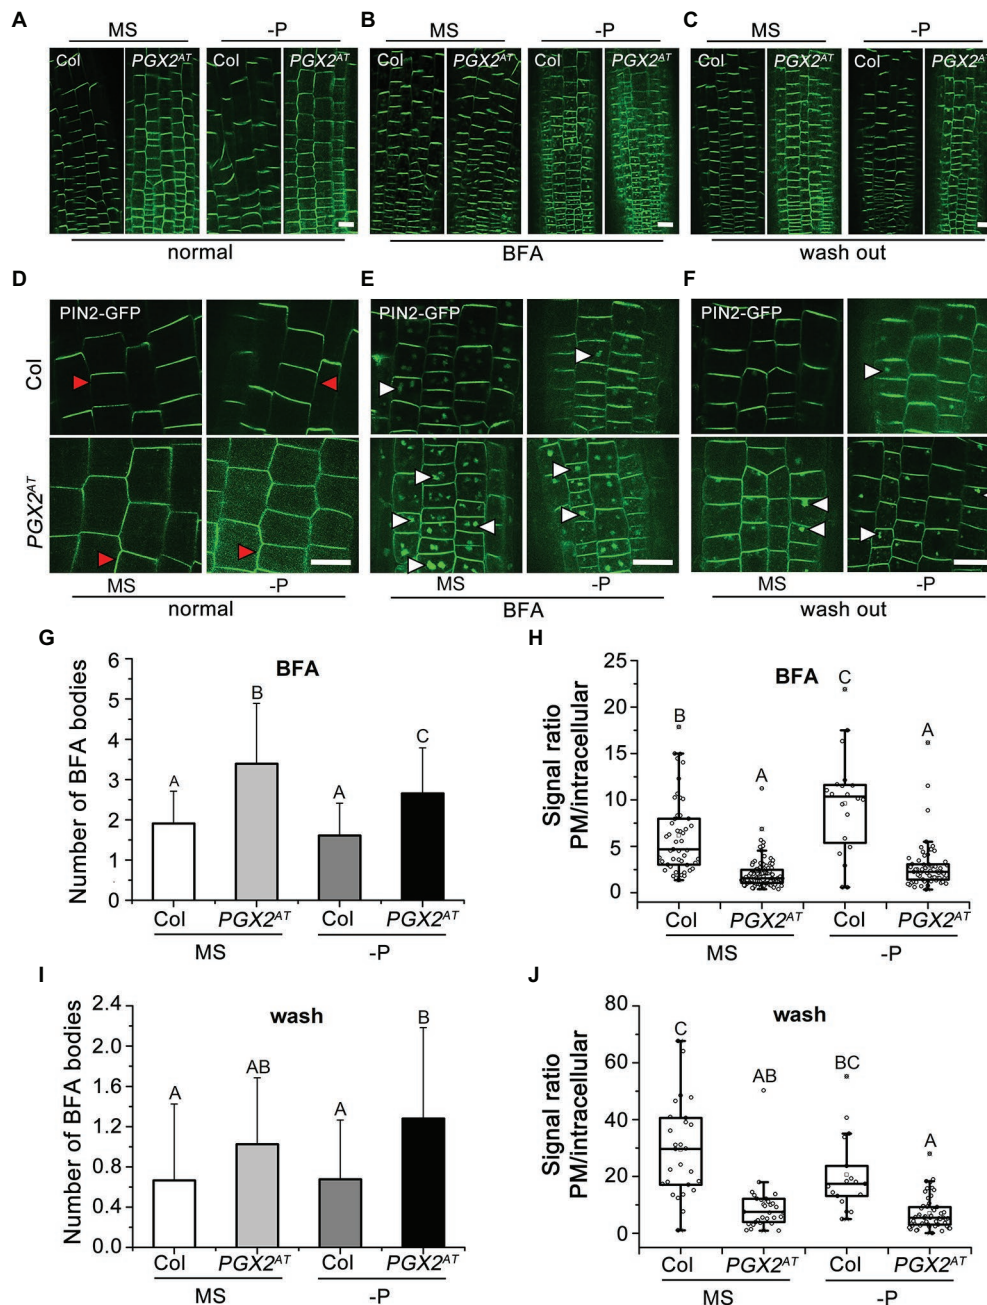 A
MS
-P
Col
PGX2AT
Col
PGX2AT
normal
B
MS
-P
Col
PGX2AT
Col
PGX2AT
BFA
C
MS
-P
Col
PGX2AT
Col
PGX2AT
wash out
D
PIN2-GFP
Col
PGX2AT
MS
-P
normal
E
PIN2-GFP
MS
-P
BFA
F
PIN2-GFP
MS
-P
wash out
G
BFA
Number of BFA bodies
6
5
4
3
2
1
0
A
B
A
C
Col
PGX2AT
Col
PGX2AT
MS
-P
H
BFA
Signal ratio
PM/intracellular
25
20
15
10
5
0
B
A
C
A
Col
PGX2AT
Col
PGX2AT
MS
-P
I
wash
Number of BFA bodies
2.4
2.0
1.6
1.2
0.8
0.4
0.0
A
AB
A
B
Col
PGX2AT
Col
PGX2AT
MS
-P
J
wash
Signal ratio
PM/intracellular
80
60
40
20
0
C
AB
BC
A
Col
PGX2AT
Col
PGX2AT
MS
-P